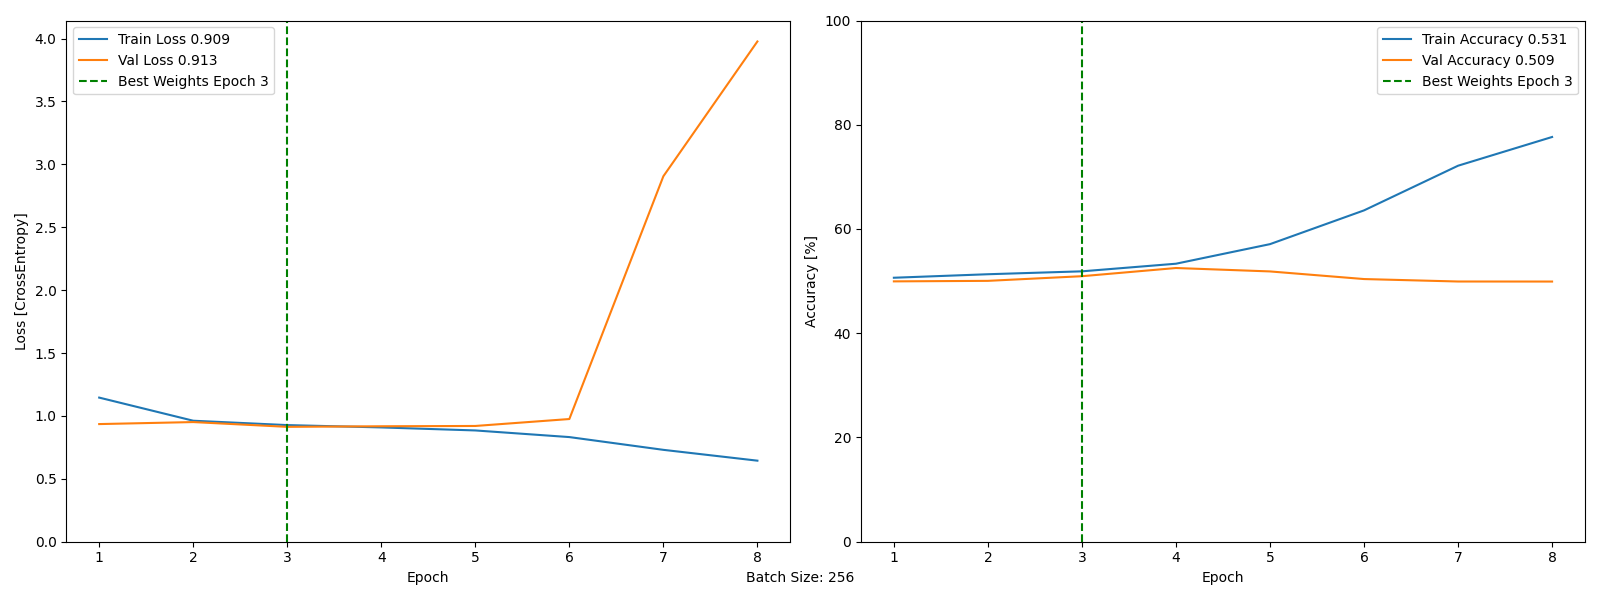 Train Loss 0.909
Val Loss 0.913
Best Weights Epoch 3
4.0
3.5
3.0
2.5
2.0
1.5
1.0
0.5
0.0
Loss [CrossEntropy]
1 2 3 4 5 6 7 8
Epoch
Train Accuracy 0.531
Val Accuracy 0.509
Best Weights Epoch 3
100
80
60
40
20
0
Accuracy [%]
1 2 3 4 5 6 7 8
Epoch
Batch Size: 256